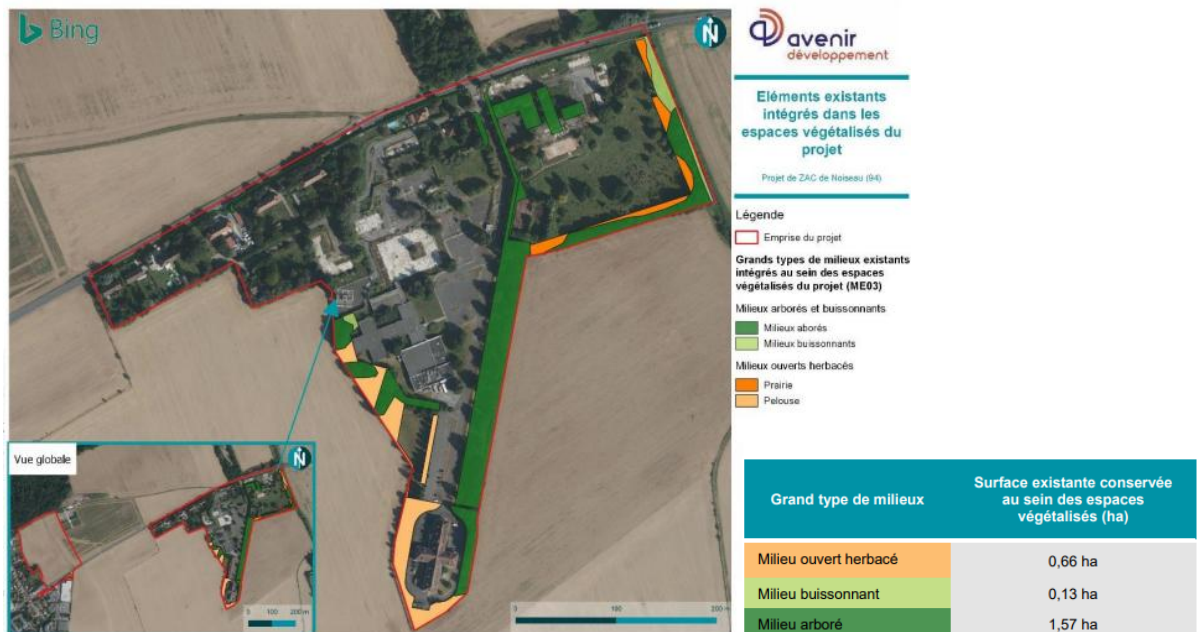 Bing
N
avenir
développement
Eléments existants
intégrés dans les
espaces végétalisés du
projet
Projet de ZAC de Noiseau (94)
Légende
Emprise du projet
Grands types de milieux existants
intégrés au sein des espaces
végétalisés du projet (ME03)
Milieux arborés et buissonnants
Milieux aborés
Milieux buissonnants
Milieux ouverts herbacés
Prairie
Pelouse
Vue globale
N
0 100 200 m
0 100 200 m
Grand type de milieux
Surface existante conservée
au sein des espaces
végétalisés (ha)
Milieu ouvert herbacé 0,66 ha
Milieu buissonnant 0,13 ha
Milieu arboré 1,57 ha